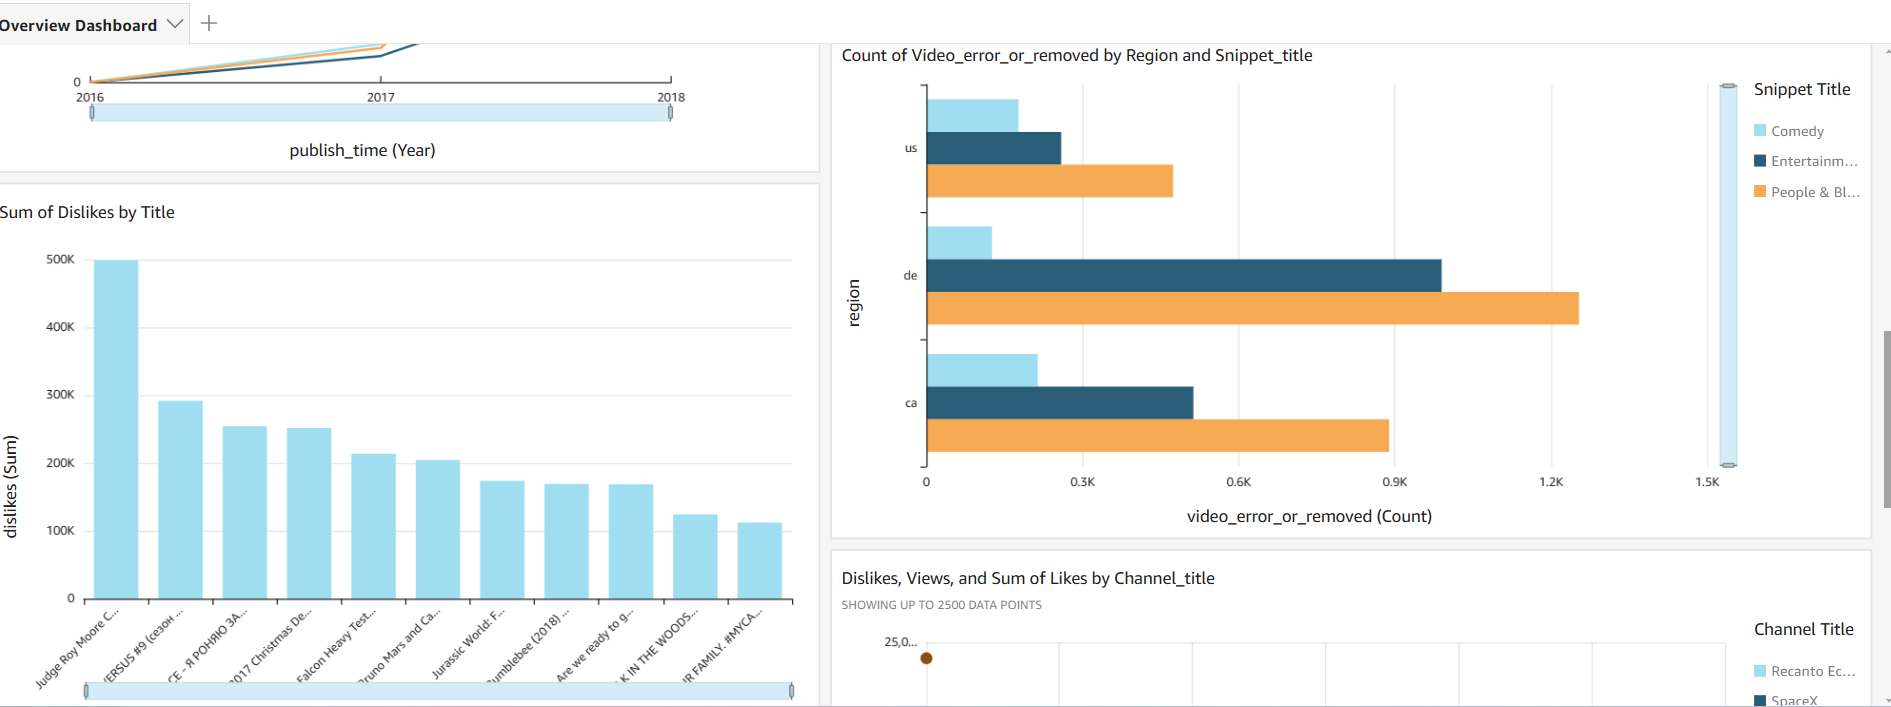 Overview Dashboard
0
2016
2017
2018
publish_time (Year)
Sum of Dislikes by Title
500K
400K
300K
200K
100K
0
dislikes (Sum)
Judge Roy Moore C...
VERSUS #9 (сезон ...
CE - Я РОНЯЮ ЗА...
2017 Christmas De...
Falcon Heavy Test...
Bruno Mars and Ca...
Jurassic World: F...
umblebee (2018) ...
Are we ready to g...
LK IN THE WOODS...
UR FAMILY. #MYCA...
Count of Video_error_or_removed by Region and Snippet_title
region
us
de
ca
0
0.3K
0.6K
0.9K
1.2K
1.5K
video_error_or_removed (Count)
Snippet Title
Comedy
Entertainm...
People & Bl...
Dislikes, Views, and Sum of Likes by Channel_title
SHOWING UP TO 2500 DATA POINTS
25,0...
Channel Title
Recanto Ec...
SpaceX